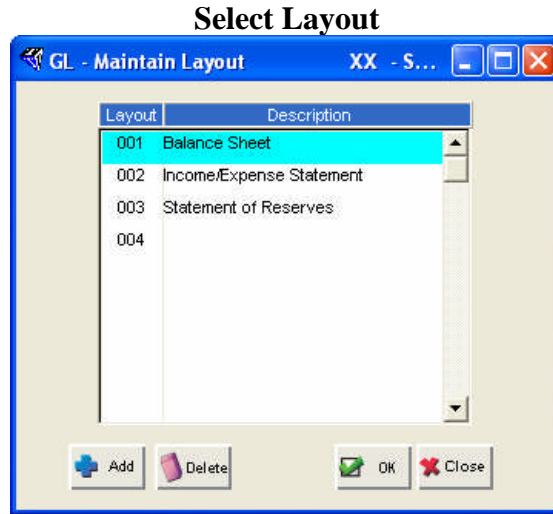 Select Layout
GL - Maintain Layout XX - S...
Layout Description
001 Balance Sheet
002 Income/Expense Statement
003 Statement of Reserves
004
Add Delete OK Close